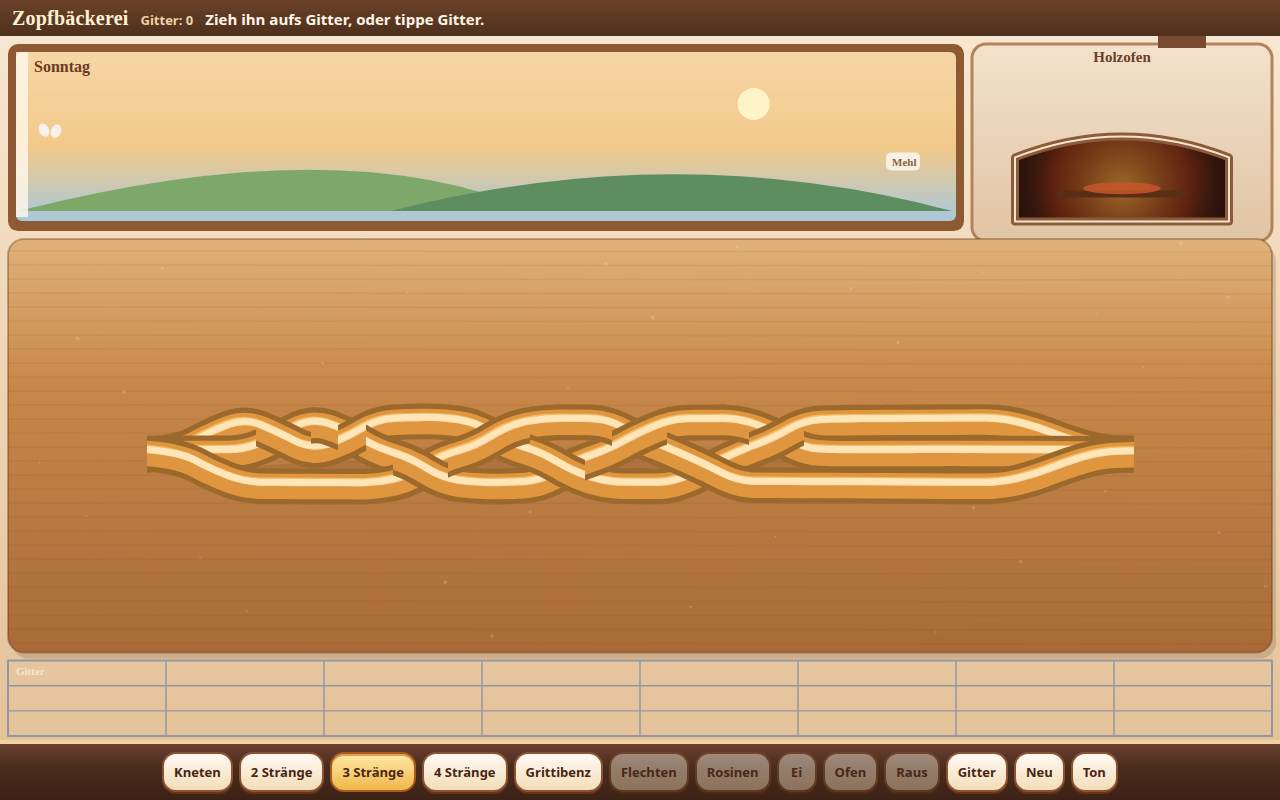 Zopfbäckerei Gitter: 0 Zieh ihn aufs Gitter, oder tippe Gitter.
Sonntag
Holzofen
Mehl
Gitter
Kneten 2 Stränge 3 Stränge 4 Stränge Grittibenz Flechten Rosinen Ei Ofen Raus Gitter Neu Ton